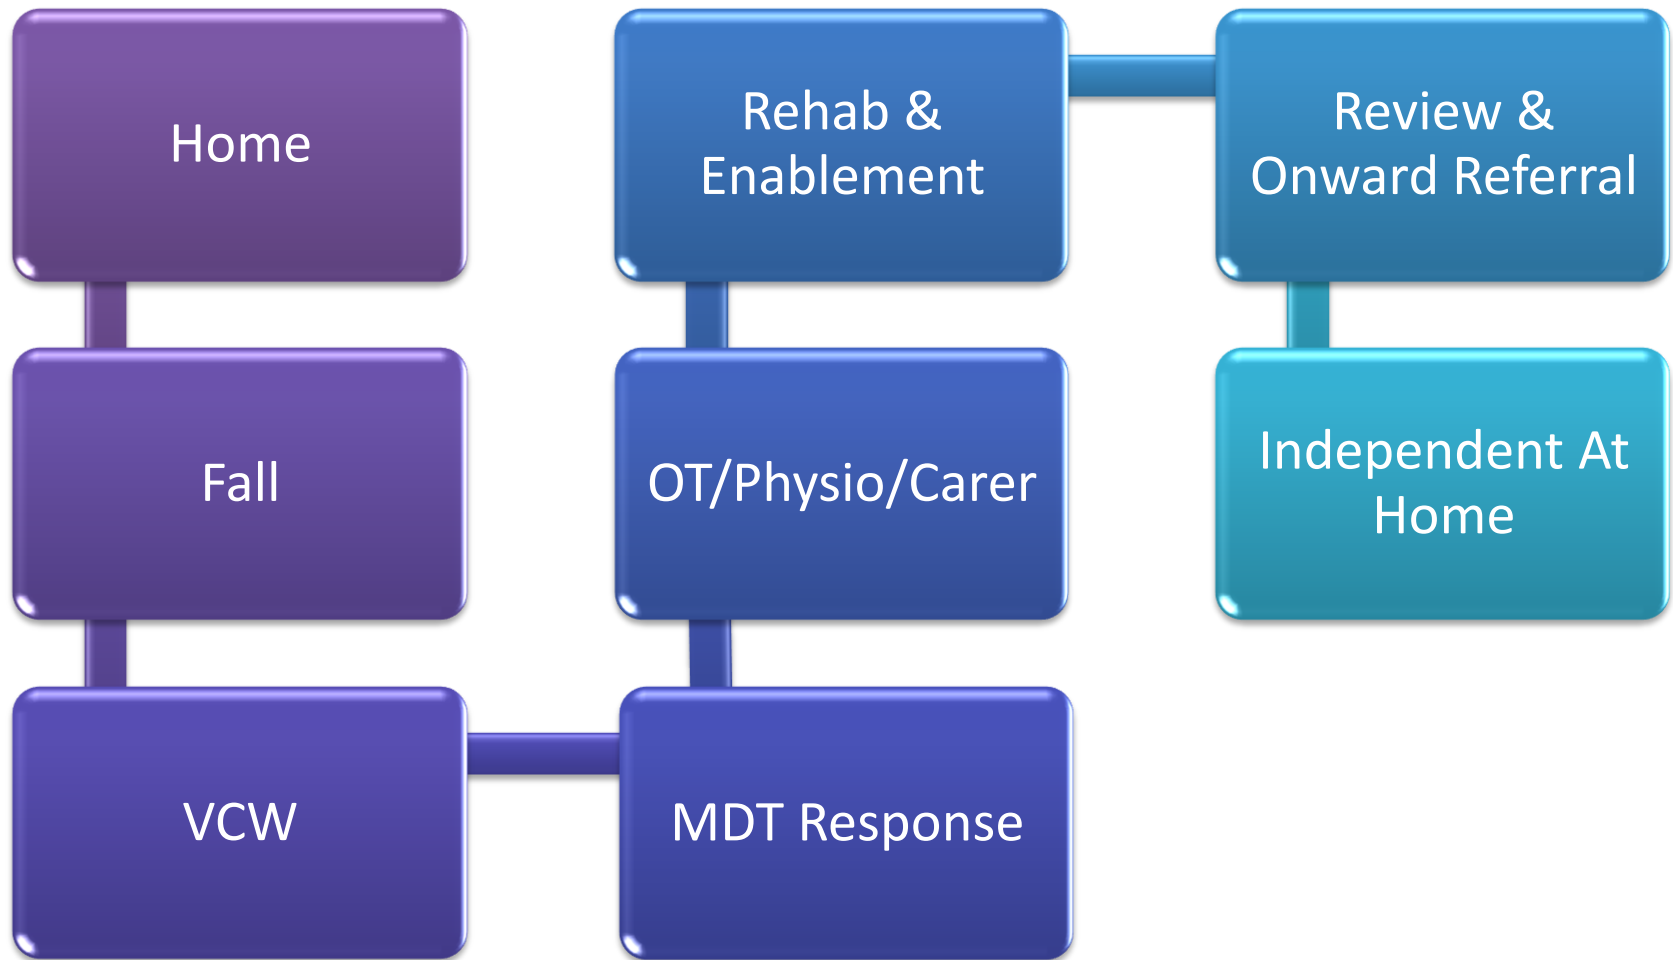 Home
Fall
VCW
MDT Response
OT/Physio/Carer
Rehab &
Enablement
Review &
Onward Referral
Independent At
Home